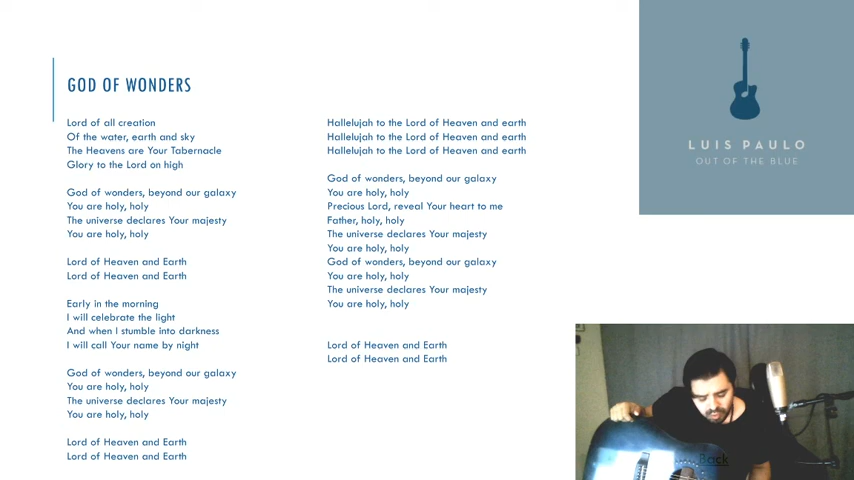 GOD OF WONDERS
Lord of all creation
Of the water, earth and sky
The Heavens are Your Tabernacle
Glory to the Lord on high
God of wonders, beyond our galaxy
You are holy, holy
The universe declares Your majesty
You are holy, holy
Lord of Heaven and Earth
Lord of Heaven and Earth
Early in the morning
I will celebrate the light
And when I stumble into darkness
I will call Your name by night
God of wonders, beyond our galaxy
You are holy, holy
The universe declares Your majesty
You are holy, holy
Lord of Heaven and Earth
Lord of Heaven and Earth
Hallelujah to the Lord of Heaven and earth
Hallelujah to the Lord of Heaven and earth
Hallelujah to the Lord of Heaven and earth
God of wonders, beyond our galaxy
You are holy, holy
Precious Lord, reveal Your heart to me
Father, holy, holy
The universe declares Your majesty
You are holy, holy
God of wonders, beyond our galaxy
You are holy, holy
The universe declares Your majesty
You are holy, holy
Lord of Heaven and Earth
Lord of Heaven and Earth
LUIS PAULO
OUT OF THE BLUE
Back